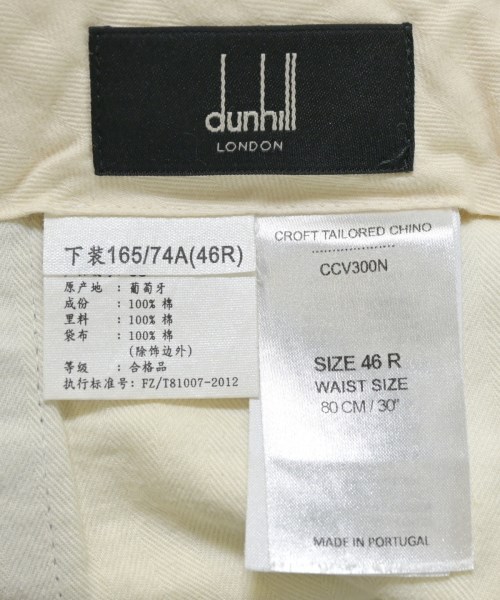 dunhill
LONDON
下装165/74A(46R)
原产地 : 葡萄牙
成份 : 100% 棉
里料 : 100% 棉
袋布 : 100% 棉
(除饰边外)
等级 : 合格品
执行标准号: FZ/T81007-2012
CROFT TAILORED CHINO
CCV300N
SIZE 46 R
WAIST SIZE
80 CM / 30"
MADE IN PORTUGAL